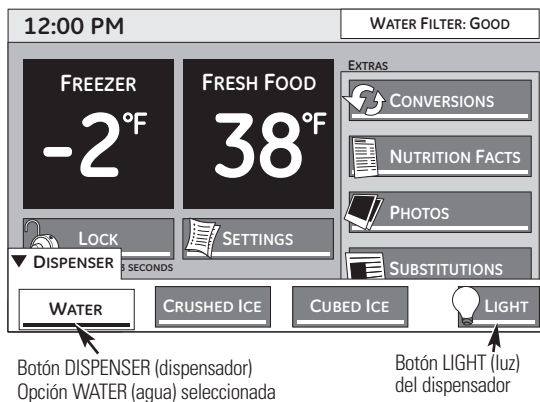 12:00 PM
WATER FILTER: GOOD
EXTRAS
FREEZER
-2°F
FRESH FOOD
38°F
CONVERSIONS
NUTRITION FACTS
PHOTOS
SUBSTITUTIONS
LOCK
3 SECONDS
SETTINGS
▼ DISPENSER
WATER
CRUSHED ICE
CUBED ICE
LIGHT
Botón DISPENSER (dispensador)
Opción WATER (agua) seleccionada
Botón LIGHT (luz)
del dispensador